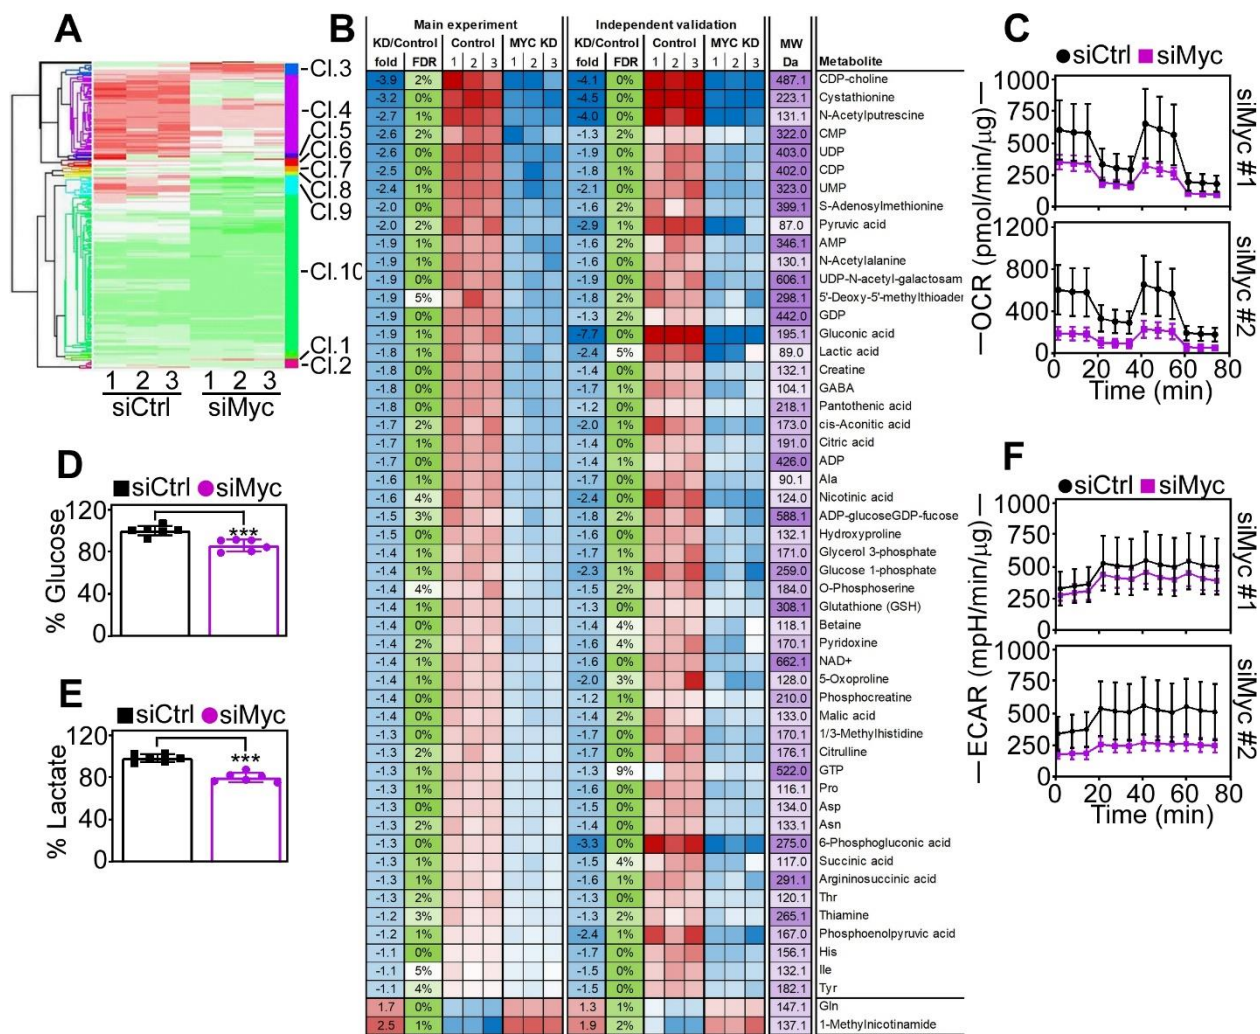 A
Cl.3
Cl.4
Cl.5
Cl.6
Cl.7
Cl.8
Cl.9
Cl.10
Cl.1
Cl.2
1 2 3 1 2 3
siCtrl siMyc
B
Main experiment Independent validation
KD/Control Control MYC KD KD/Control Control MYC KD MW
fold FDR 1 2 3 1 2 3 fold FDR 1 2 3 1 2 3 Da Metabolite
-3.9 2% -4.1 0% 487.1 CDP-choline
-3.2 0% -4.5 0% 223.1 Cystathionine
-2.7 1% -4.0 0% 131.1 N-Acetylputrescine
-2.6 2% -1.3 2% 322.0 CMP
-2.6 0% -1.9 0% 403.0 UDP
-2.5 0% -1.8 1% 402.0 CDP
-2.4 1% -2.1 0% 323.0 UMP
-2.0 0% -1.6 2% 399.1 S-Adenosylmethionine
-2.0 2% -2.9 1% 87.0 Pyruvic acid
-1.9 1% -1.6 2% 346.1 AMP
-1.9 1% -1.6 0% 130.1 N-Acetylalanine
-1.9 0% -1.6 0% 606.1 UDP-N-acetyl-galactosam
-1.9 5% -1.8 2% 298.1 5'-Deoxy-5'-methylthioader
-1.9 0% -1.3 2% 442.0 GDP
-1.9 1% -7.7 0% 195.1 Gluconic acid
-1.8 1% -2.4 5% 89.0 Lactic acid
-1.8 0% -1.4 0% 132.1 Creatine
-1.8 0% -1.7 1% 104.1 GABA
-1.8 0% -1.2 0% 218.1 Pantothenic acid
-1.7 2% -2.0 1% 173.0 cis-Aconitic acid
-1.7 1% -1.4 0% 191.0 Citric acid
-1.7 0% -1.4 1% 426.0 ADP
-1.6 1% -1.7 0% 90.1 Ala
-1.6 4% -2.4 0% 124.0 Nicotinic acid
-1.5 3% -1.8 2% 588.1 ADP-glucoseGDP-fucose
-1.5 0% -1.6 0% 132.1 Hydroxyproline
-1.4 1% -1.7 1% 171.0 Glycerol 3-phosphate
-1.4 1% -2.3 1% 259.0 Glucose 1-phosphate
-1.4 4% -1.5 2% 184.0 O-Phosphoserine
-1.4 1% -1.3 0% 308.1 Glutathione (GSH)
-1.4 0% -1.4 4% 118.1 Betaine
-1.4 2% -1.6 4% 170.1 Pyridoxine
-1.4 1% -1.6 0% 662.1 NAD+
-1.4 1% -2.0 3% 128.0 5-Oxoproline
-1.4 0% -1.2 1% 210.0 Phosphocreatine
-1.4 0% -1.4 2% 133.0 Malic acid
-1.3 0% -1.7 0% 170.1 1/3-Methylhistidine
-1.3 2% -1.7 0% 176.1 Citrulline
-1.3 1% -1.3 9% 522.0 GTP
-1.3 1% -1.6 0% 116.1 Pro
-1.3 0% -1.5 0% 134.0 Asp
-1.3 2% -1.4 0% 133.1 Asn
-1.3 0% -3.3 0% 275.0 6-Phosphogluconic acid
-1.3 1% -1.5 4% 117.0 Succinic acid
-1.3 1% -1.6 1% 291.1 Argininosuccinic acid
-1.3 2% -1.3 0% 120.1 Thr
-1.2 3% -1.3 2% 265.1 Thiamine
-1.2 1% -2.4 1% 167.0 Phosphoenolpyruvic acid
-1.1 0% -1.7 0% 156.1 His
-1.1 5% -1.5 0% 132.1 Ile
-1.1 4% -1.5 0% 182.1 Tyr
1.7 0% 1.3 1% 147.1 Gln
2.5 1% 1.9 2% 137.1 1-Methylnicotinamide
C
siCtrl siMyc
1000
750
500
250
0
siMyc #1
1200
800
400
0
siMyc #2
OCR (pmol/min/µg)
0 20 40 60 80
Time (min)
D
siCtrl siMyc
120
80
40
0
% Glucose
***
E
siCtrl siMyc
120
80
40
0
% Lactate
***
F
siCtrl siMyc
1000
750
500
250
0
siMyc #1
1000
750
500
250
0
siMyc #2
ECAR (mpH/min/µg)
0 20 40 60 80
Time (min)